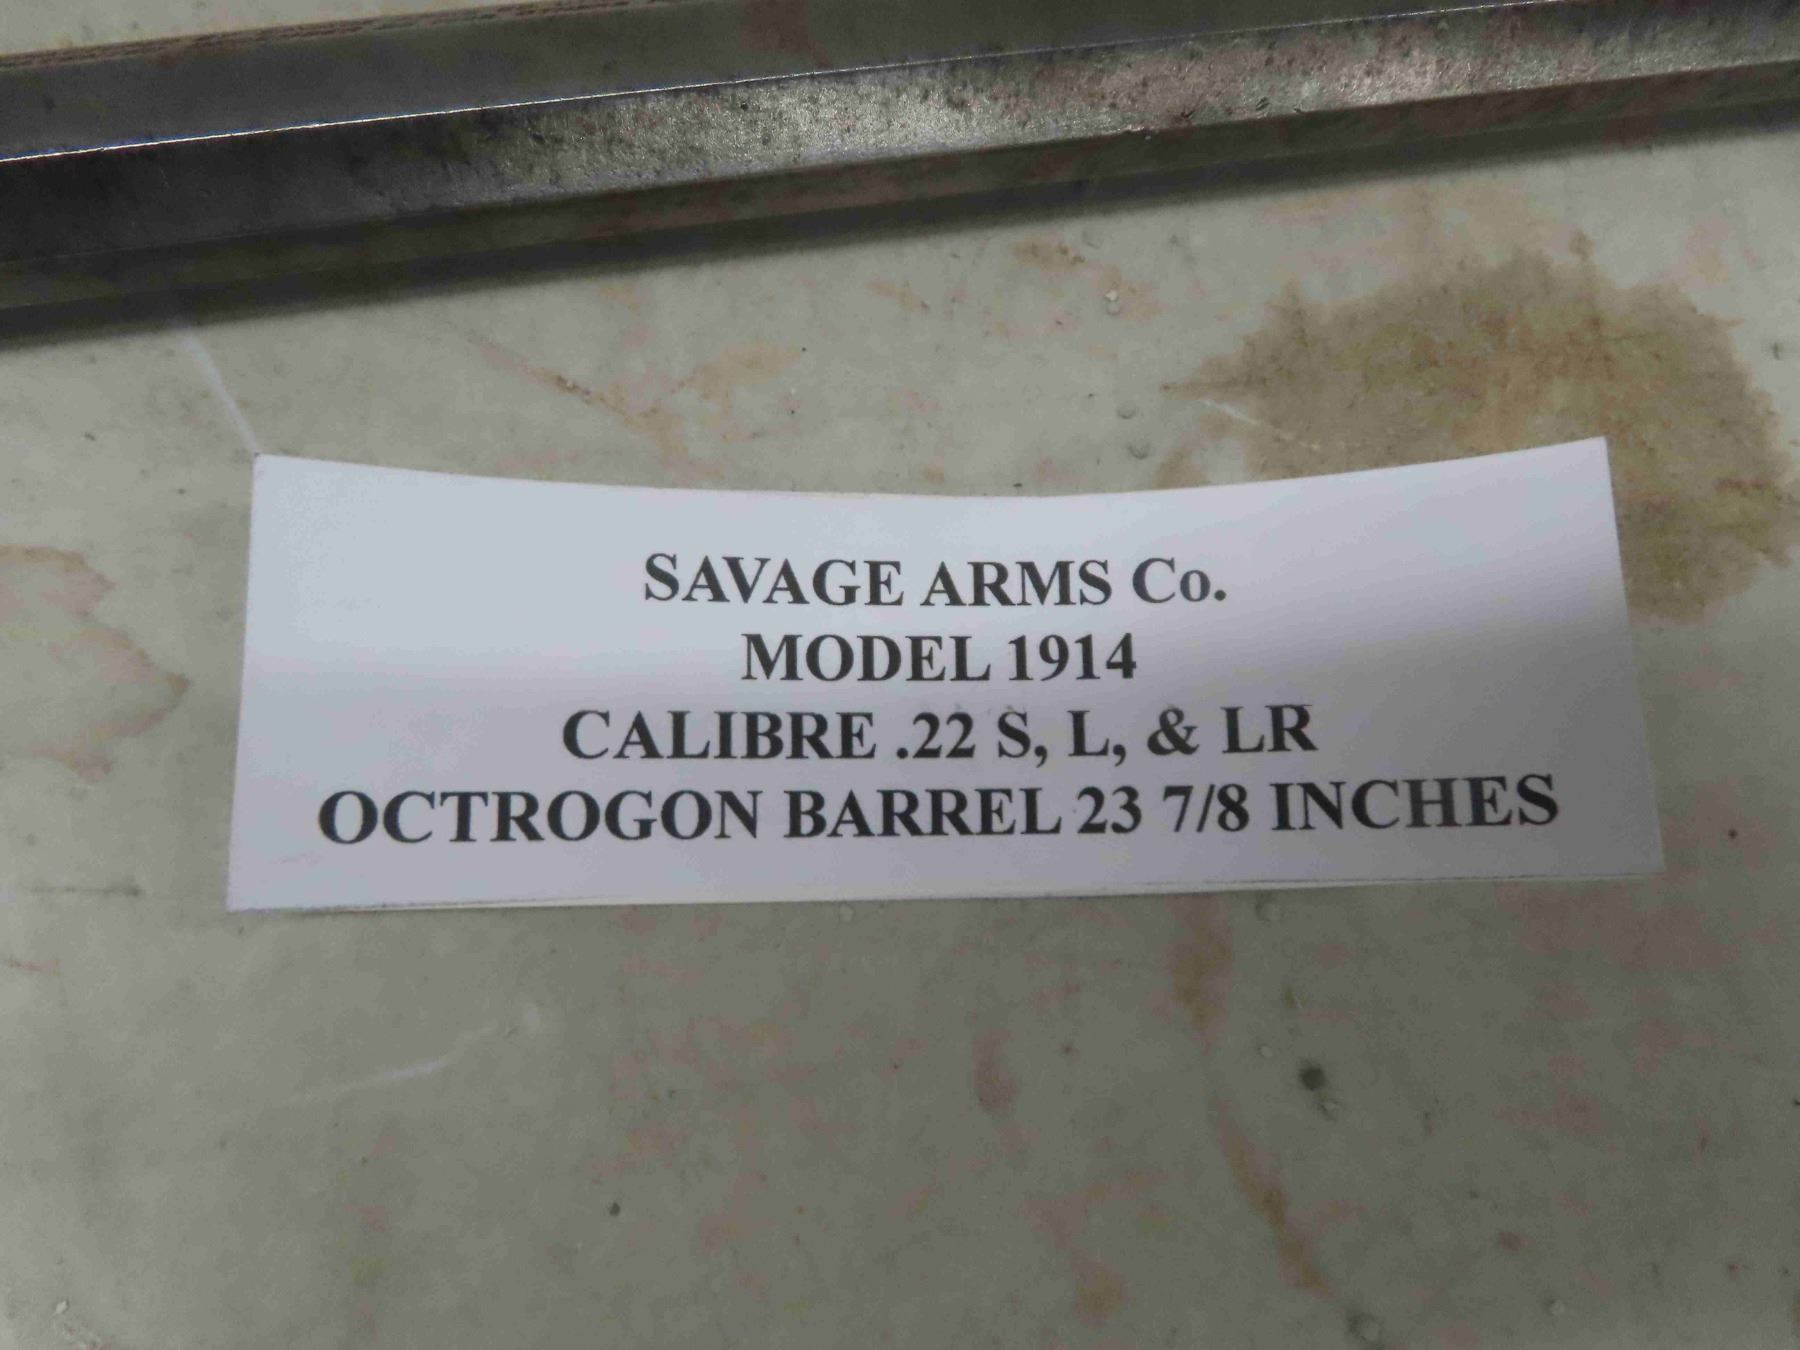 SAVAGE ARMS Co.
MODEL 1914
CALIBRE .22 S, L, & LR
OCTROGON BARREL 23 7/8 INCHES